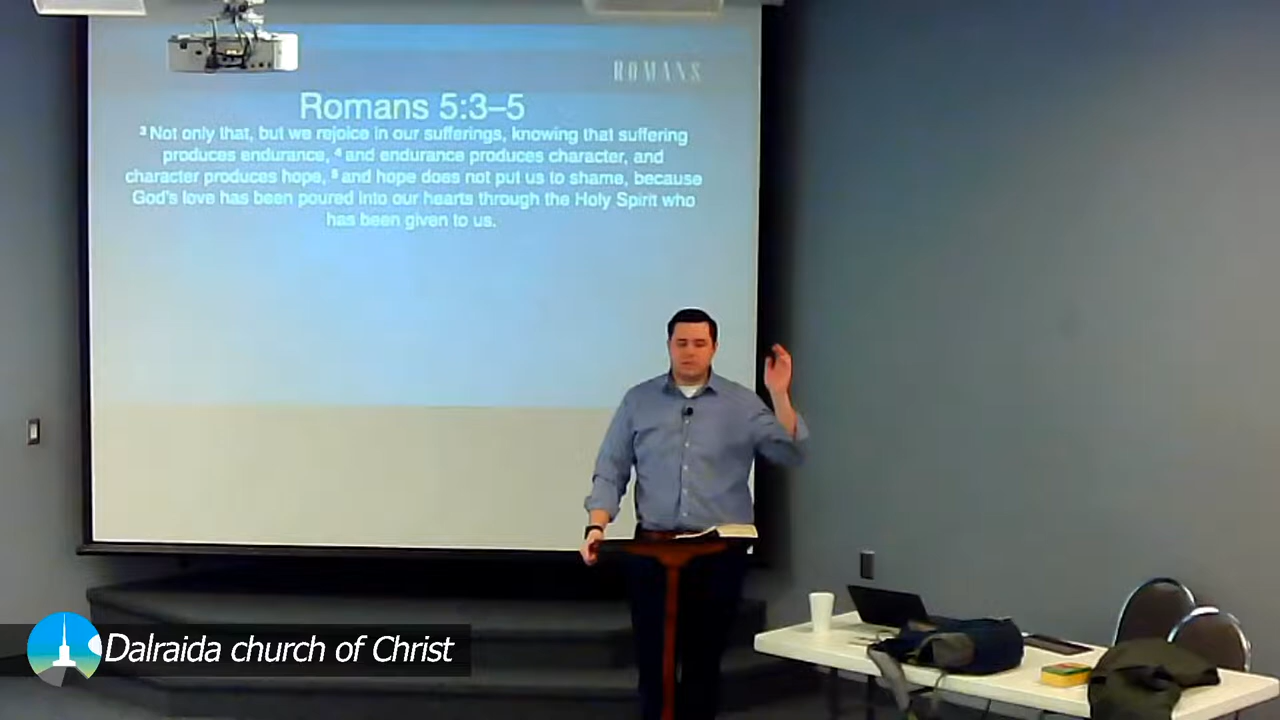 ROMANS
Romans 5:3–5
³ Not only that, but we rejoice in our sufferings, knowing that suffering
produces endurance, ⁴ and endurance produces character, and
character produces hope, ⁵ and hope does not put us to shame, because
God's love has been poured into our hearts through the Holy Spirit who
has been given to us.
Dalraida church of Christ